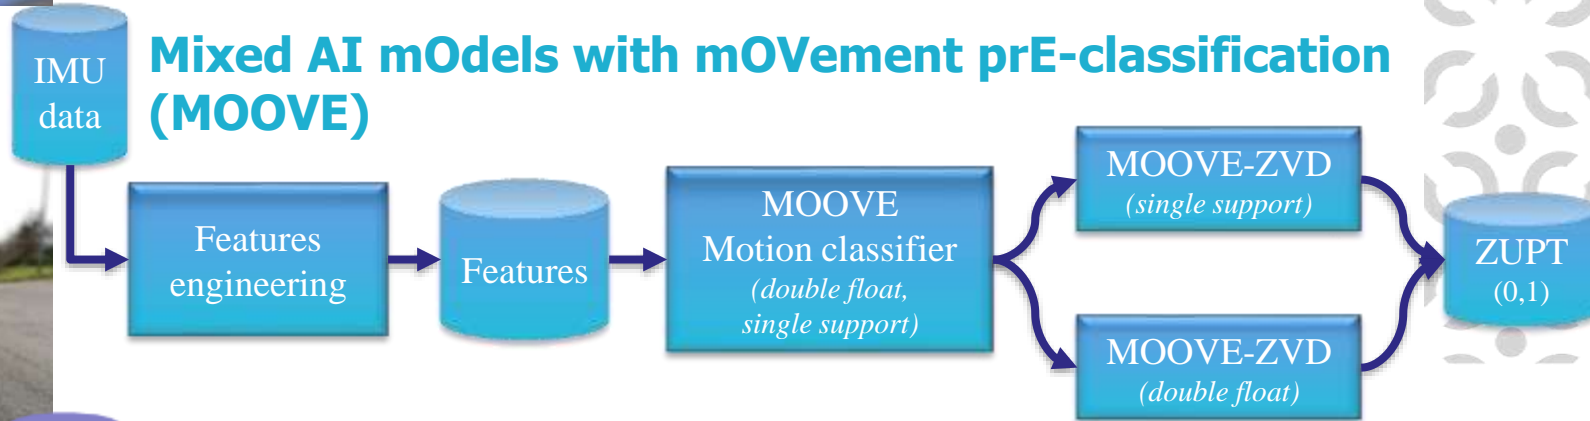 IMU
data
Mixed AI mOdels with mOVement prE-classification
(MOOVE)
Features
engineering
Features
MOOVE
Motion classifier
(double float,
single support)
MOOVE-ZVD
(single support)
MOOVE-ZVD
(double float)
ZUPT
(0,1)